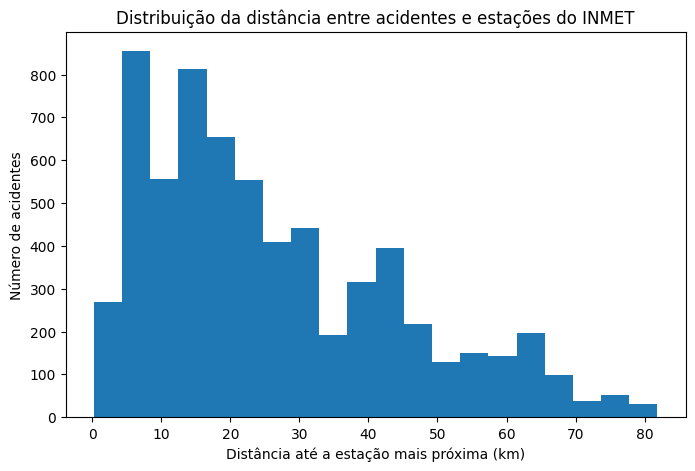 Distribuição da distância entre acidentes e estações do INMET
Número de acidentes
800
700
600
500
400
300
200
100
0
0 10 20 30 40 50 60 70 80
Distância até a estação mais próxima (km)